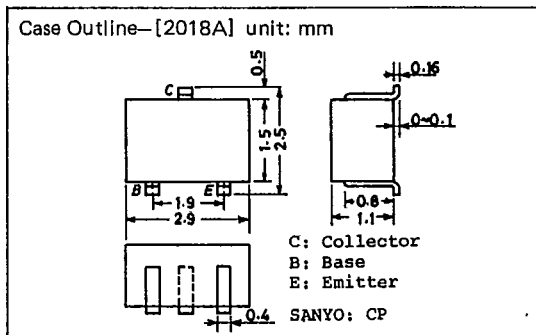 Case Outline—[2018A] unit: mm
C
0.5
1.5
2.5
B
E
1.9
2.9
0.16
0~0.1
0.8
1.1
C: Collector
B: Base
E: Emitter
0.4
SANYO: CP